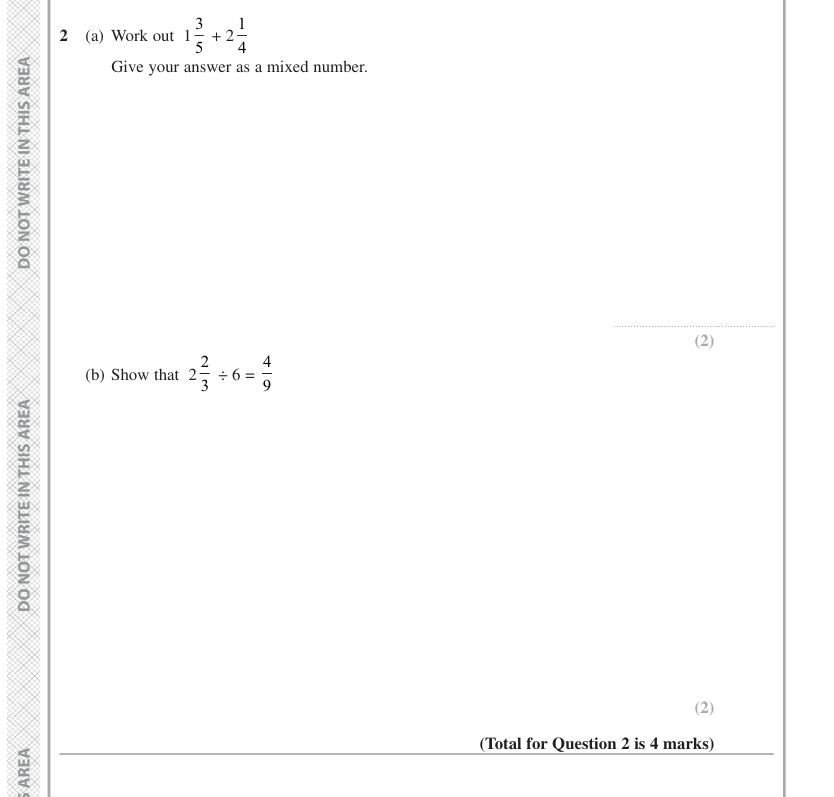 2 (a) Work out 1 3/5 + 2 1/4
Give your answer as a mixed number.
(2)
(b) Show that 2 2/3 ÷ 6 = 4/9
(2)
(Total for Question 2 is 4 marks)
DO NOT WRITE IN THIS AREA
DO NOT WRITE IN THIS AREA
AREA